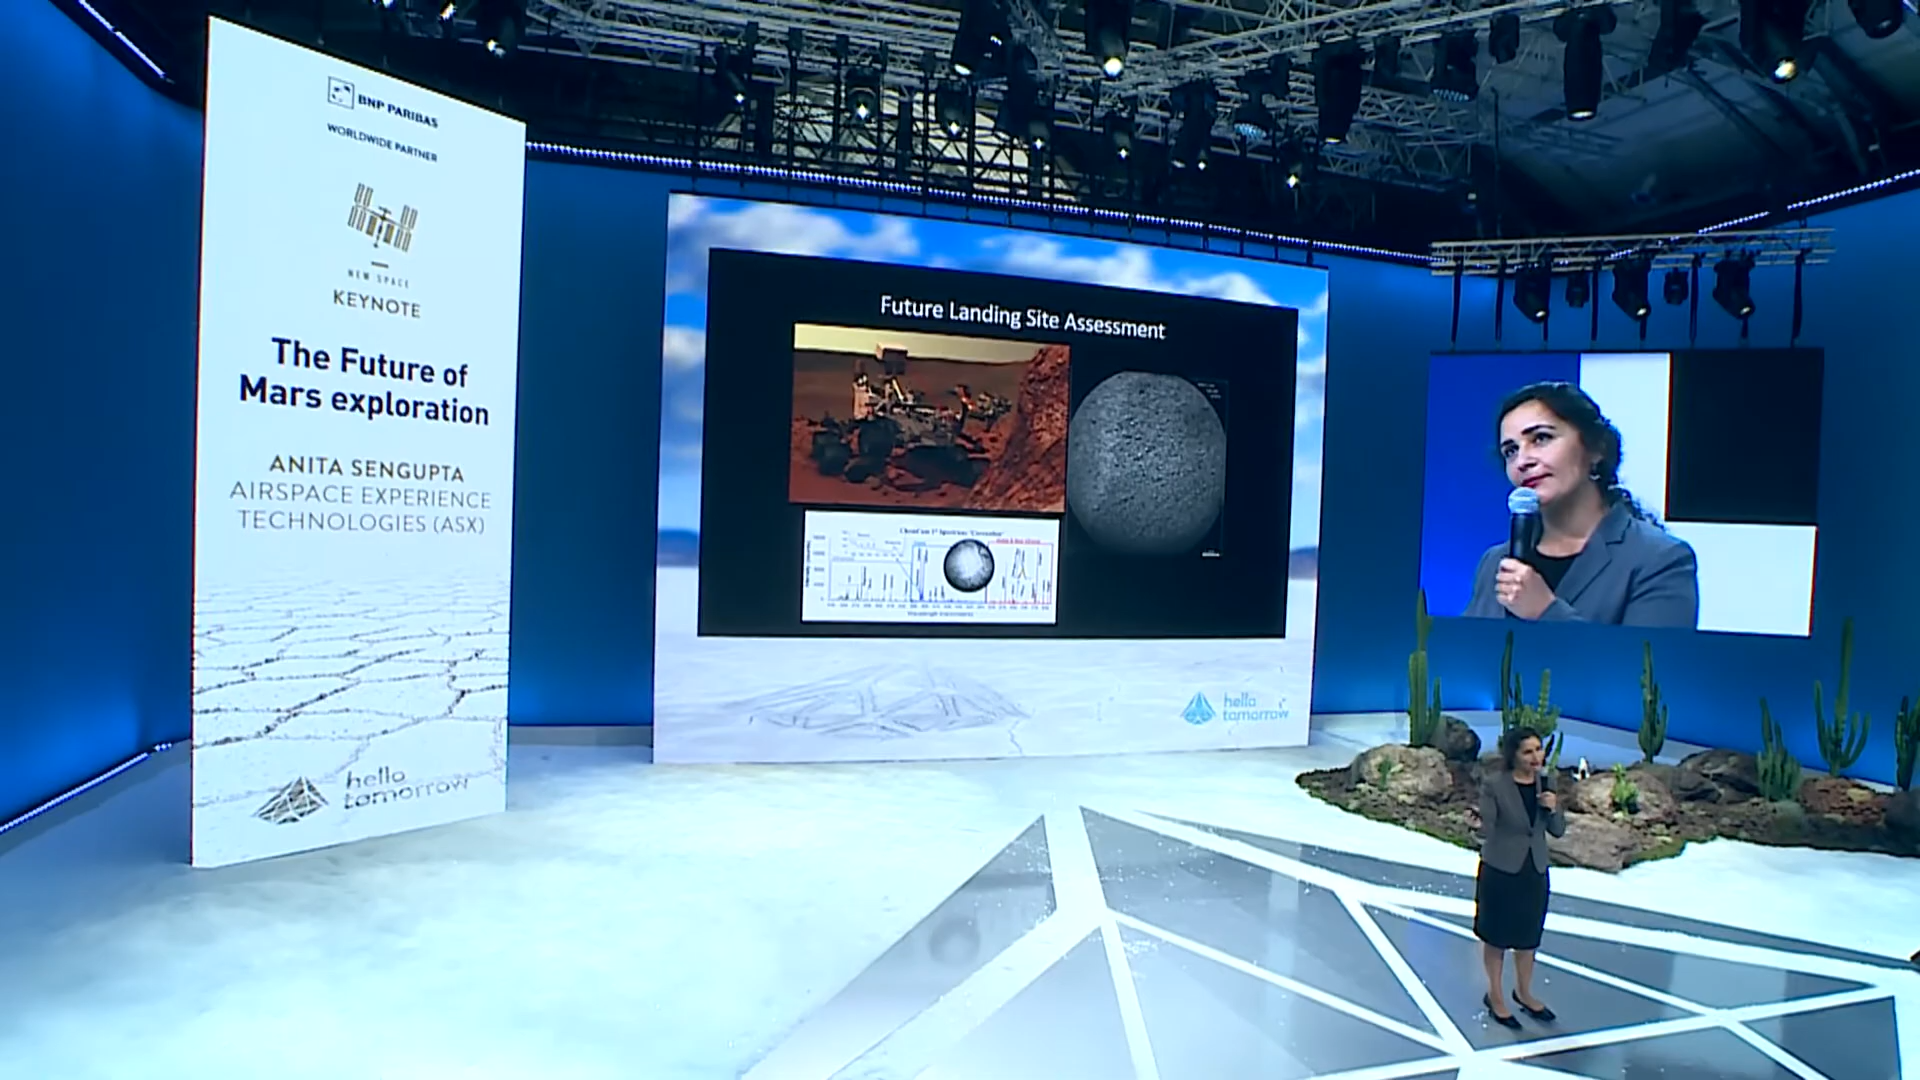 BNP PARIBAS
WORLDWIDE PARTNER
NEW SPACE
KEYNOTE
The Future of
Mars exploration
ANITA SENGUPTA
AIRSPACE EXPERIENCE
TECHNOLOGIES (ASX)
hello
tomorrow
Future Landing Site Assessment
hello
tomorrow